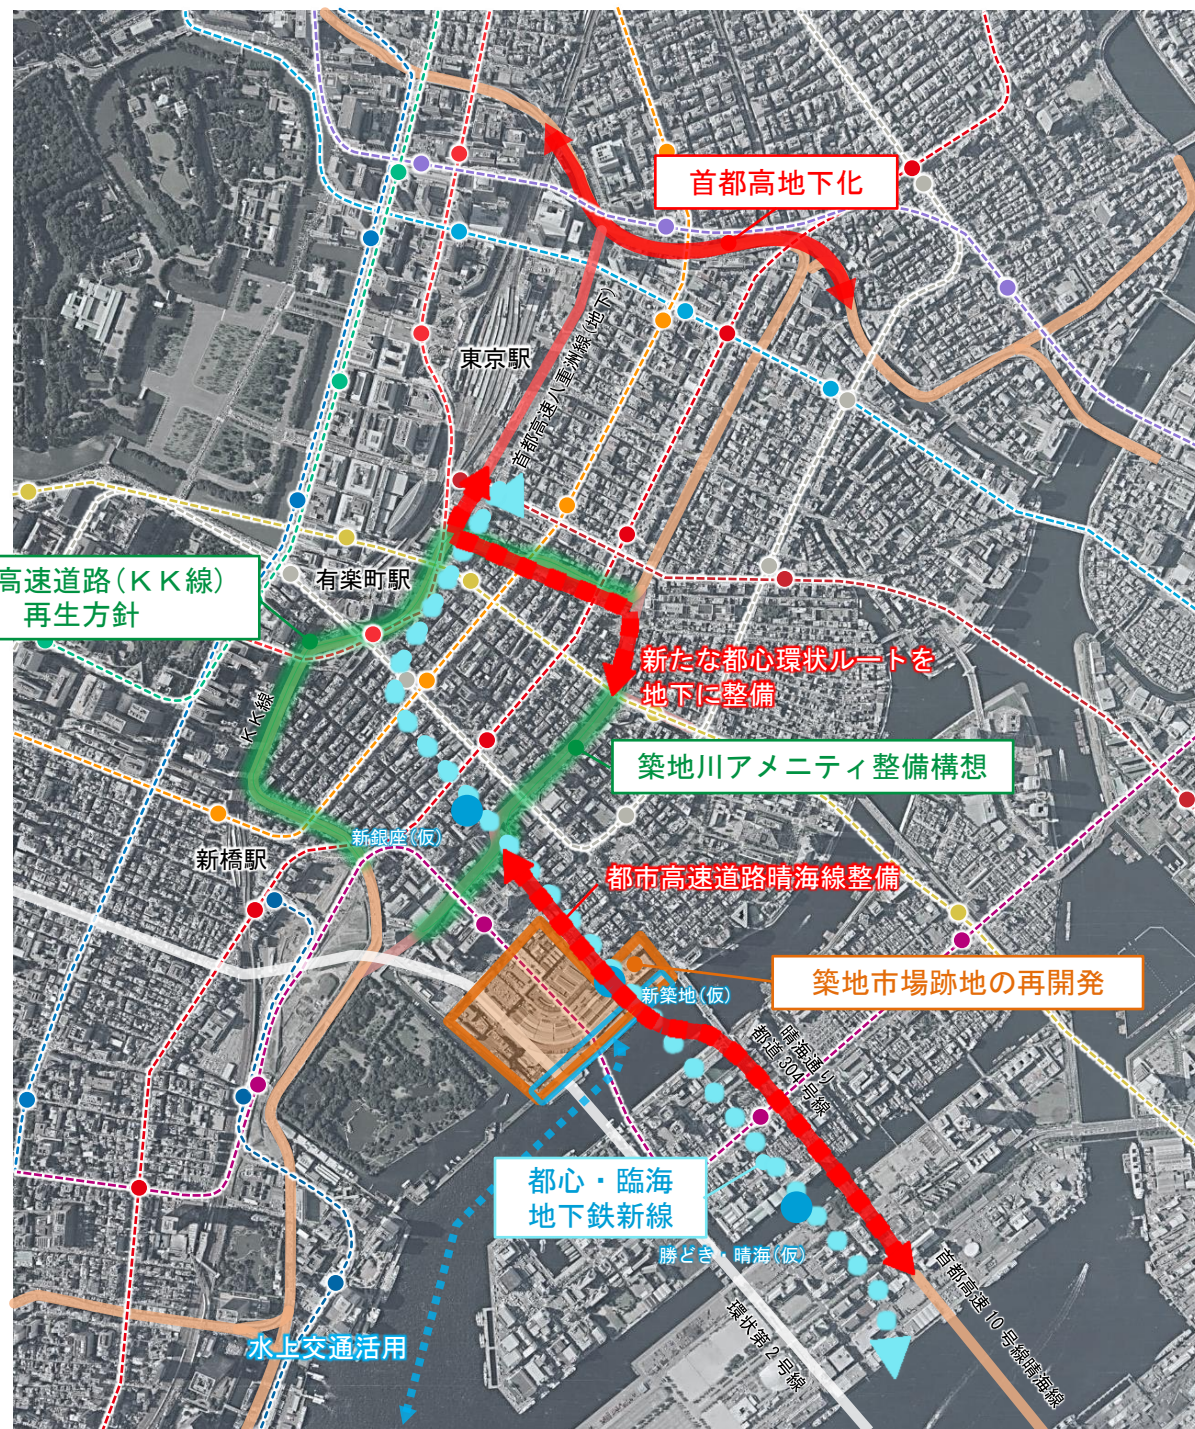 首都高地下化
首都高速八重洲線(地下)
東京駅
高速道路(KK線)
再生方針
有楽町駅
新たな都心環状ルートを
地下に整備
KK線
築地川アメニティ整備構想
新銀座(仮)
新橋駅
都市高速道路晴海線整備
築地市場跡地の再開発
新築地(仮)
晴海通り
都道304号線
都心・臨海
地下鉄新線
勝どき・晴海(仮)
首都高速10号線晴海線
環状第2号線
水上交通活用